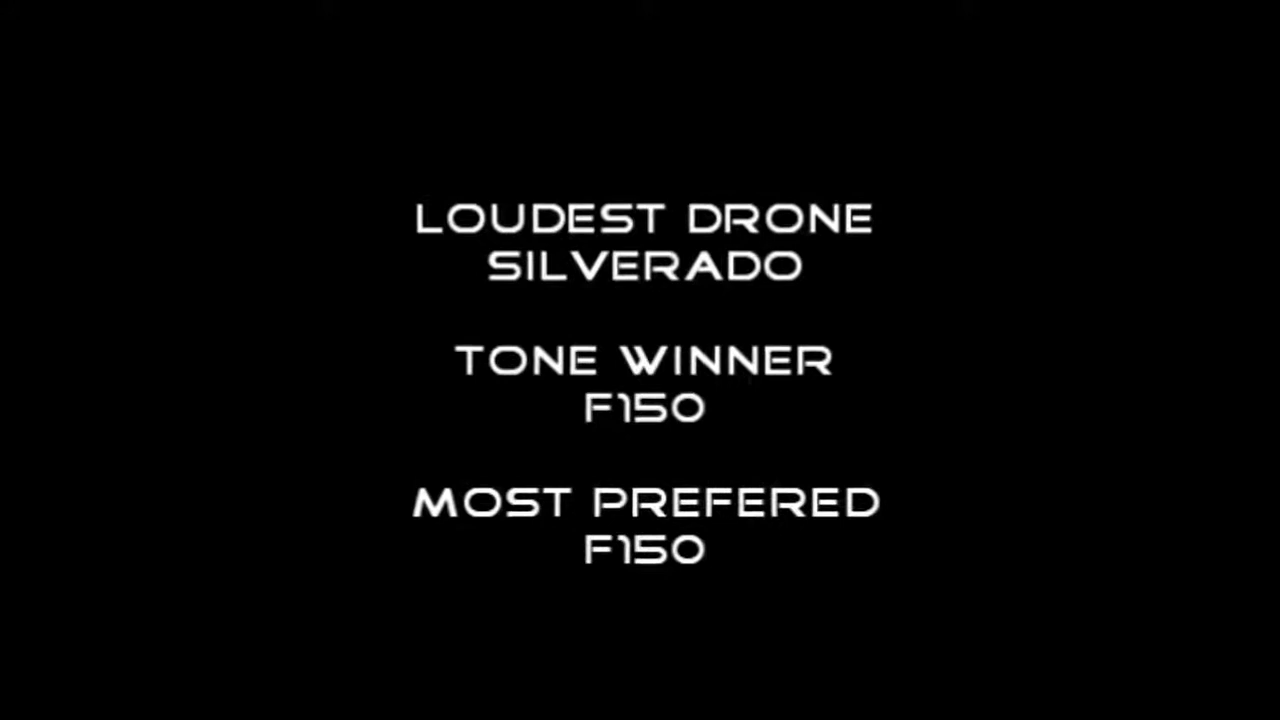 LOUDEST DRONE
SILVERADO
TONE WINNER
F150
MOST PREFERED
F150